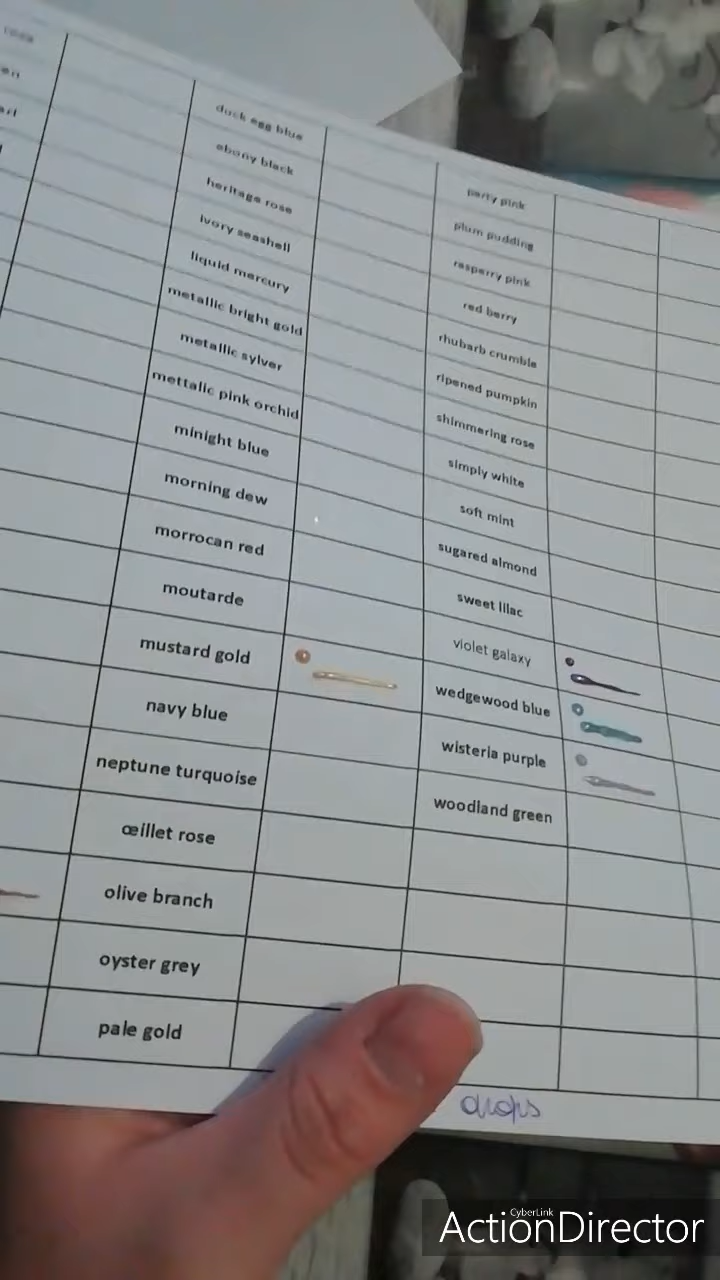 duck egg blue
ebony black
heritage rose
ivory seashell
liquid mercury
metallic bright gold
metallic sylver
mettalic pink orchid
minight blue
morning dew
morrocan red
moutarde
mustard gold
navy blue
neptune turquoise
œillet rose
olive branch
oyster grey
pale gold
party pink
plum pudding
rasperry pink
red berry
rhubarb crumble
ripened pumpkin
shimmering rose
simply white
soft mint
sugared almond
sweet lilac
violet galaxy
wedgewood blue
wisteria purple
woodland green
drops
CyberLink
ActionDirector